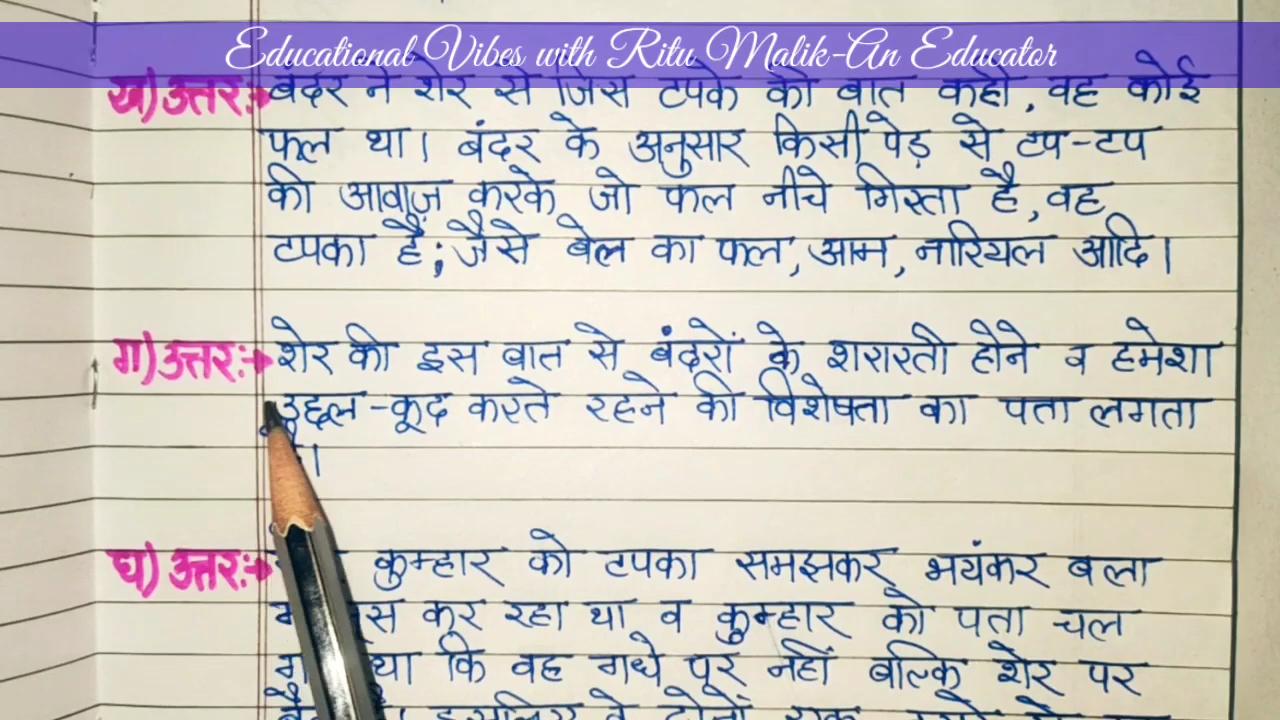 Educational Vibes with Ritu Malik-An Educator
ख) उत्तर:→ बंदर ने शेर से जिस टपके की बात कही, वह कोई
फल था। बंदर के अनुसार किसी पेड़ से टप-टप
की आवाज़ करके जो फल नीचे गिरता है, वह
टपका है; जैसे बेल का फल, आम, नारियल आदि।
ग) उत्तर:→ शेर की इस बात से बंदरों के शरारती होने व हमेशा
उछल-कूद करते रहने की विशेषता का पता लगता
।
घ) उत्तर:→ कुम्हार को टपका समझकर भयंकर बला
कर रहा था व कुम्हार को पता चल
था कि वह गधे पर नहीं बल्कि शेर पर
इसलिए वे दोनों एक